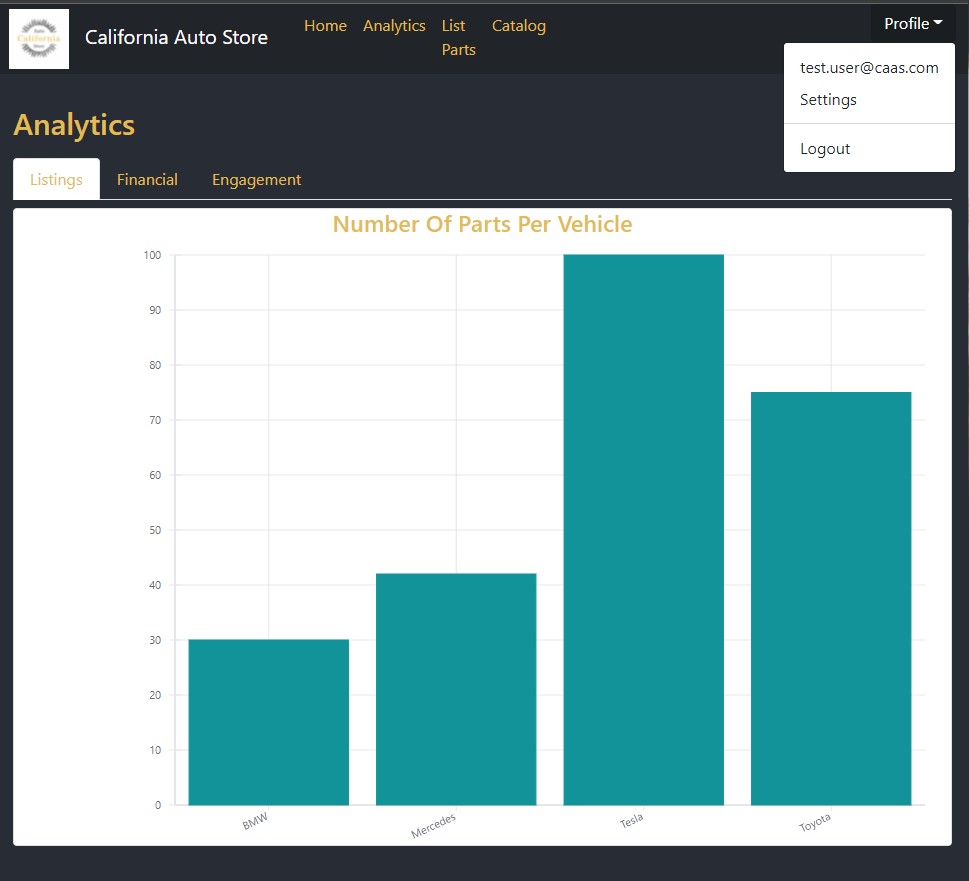 California
California Auto Store
Home
Analytics
List
Parts
Catalog
Profile
test.user@caas.com
Settings
Logout
Analytics
Listings
Financial
Engagement
Number Of Parts Per Vehicle
100
90
80
70
60
50
40
30
20
10
0
BMW
Mercedes
Tesla
Toyota